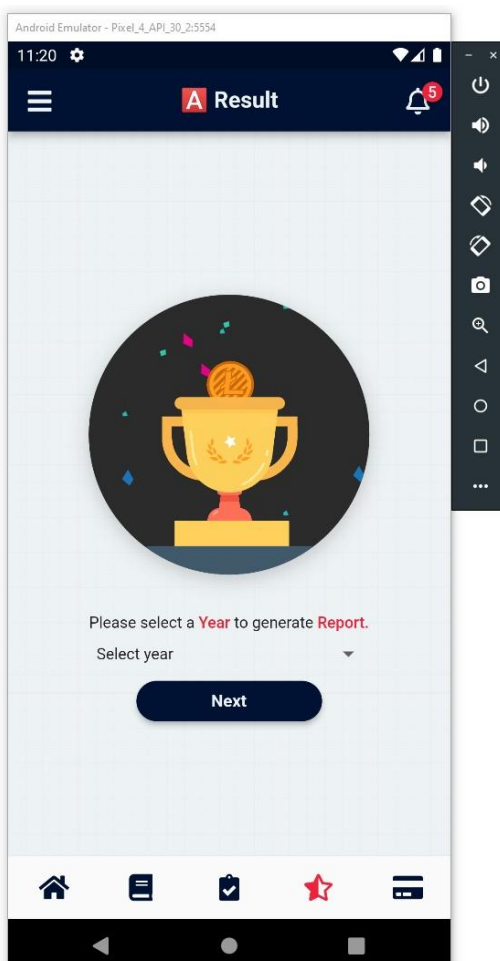 Android Emulator - Pixel_4_API_30_2:5554
11:20
A Result
5
Please select a Year to generate Report.
Select year
Next